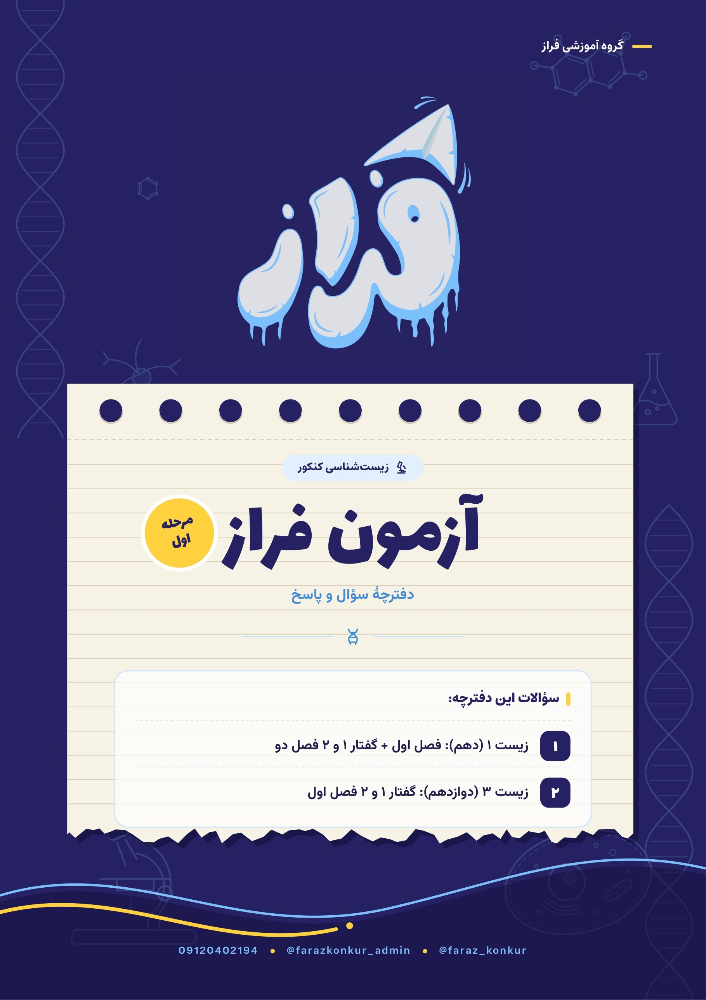 گروه آموزشی فراز
فراز
زیست‌شناسی کنکور
آزمون فراز
مرحله
اول
دفترچهٔ سؤال و پاسخ
سؤالات این دفترچه:
۱ زیست ۱ (دهم): فصل اول + گفتار ۱ و ۲ فصل دو
۲ زیست ۳ (دوازدهم): گفتار ۱ و ۲ فصل اول
09120402194 • @farazkonkur_admin • @faraz_konkur